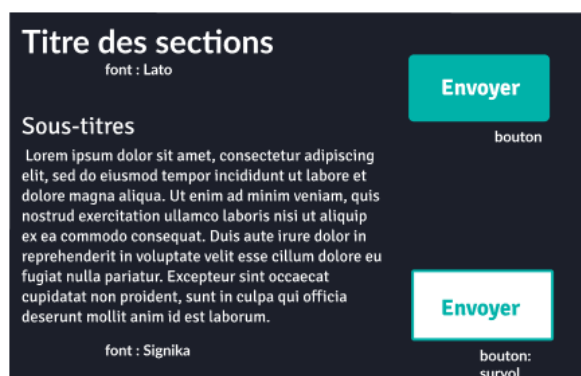 Titre des sections
font : Lato
Sous-titres
Lorem ipsum dolor sit amet, consectetur adipiscing
elit, sed do eiusmod tempor incididunt ut labore et
dolore magna aliqua. Ut enim ad minim veniam, quis
nostrud exercitation ullamco laboris nisi ut aliquip
ex ea commodo consequat. Duis aute irure dolor in
reprehenderit in voluptate velit esse cillum dolore eu
fugiat nulla pariatur. Excepteur sint occaecat
cupidatat non proident, sunt in culpa qui officia
deserunt mollit anim id est laborum.
font : Signika
Envoyer
bouton
Envoyer
bouton:
survol